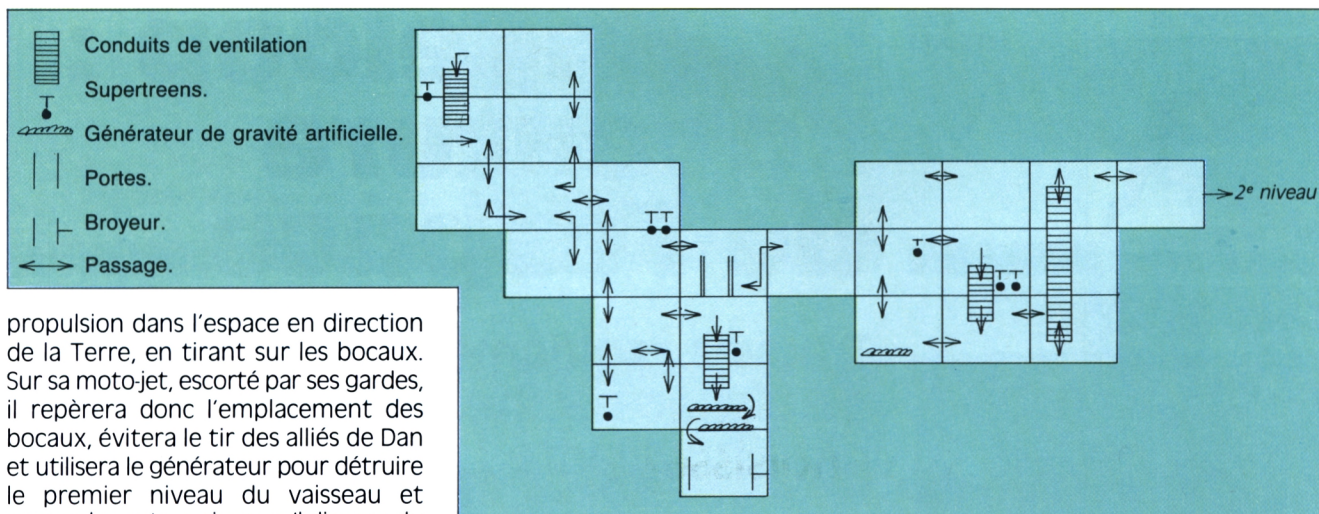 Conduits de ventilation
Supertreens.
Générateur de gravité artificielle.
Portes.
Broyeur.
Passage.
2e niveau
propulsion dans l'espace en direction
de la Terre, en tirant sur les bocaux.
Sur sa moto-jet, escorté par ses gardes,
il repèrera donc l'emplacement des
bocaux, évitera le tir des alliés de Dan
et utilisera le générateur pour détruire
le premier niveau du vaisseau et